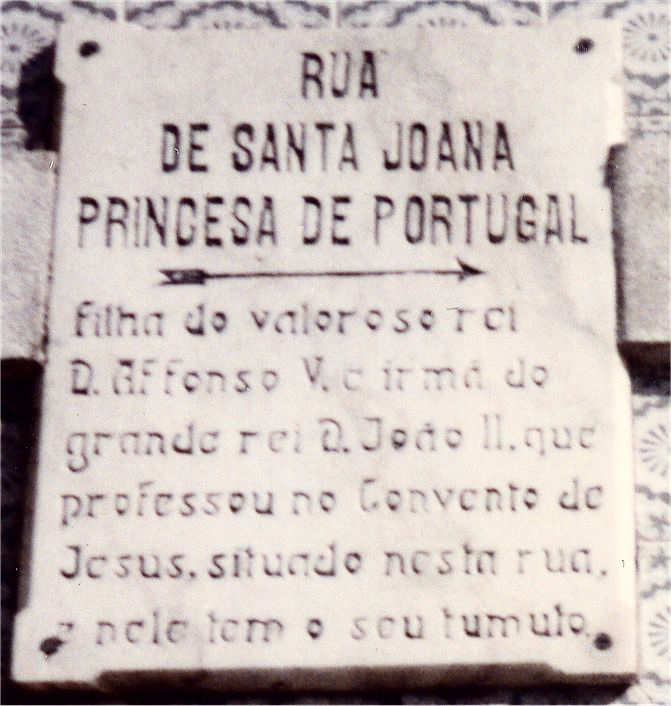 RUA
DE SANTA JOANA
PRINCESA DE PORTUGAL
filha do valoroso rei
D. Affonso V. e irmã do
grande rei D. João II. que
professou no Convento de
Jesus, situado nesta rua,
e nele tem o seu tumulo.